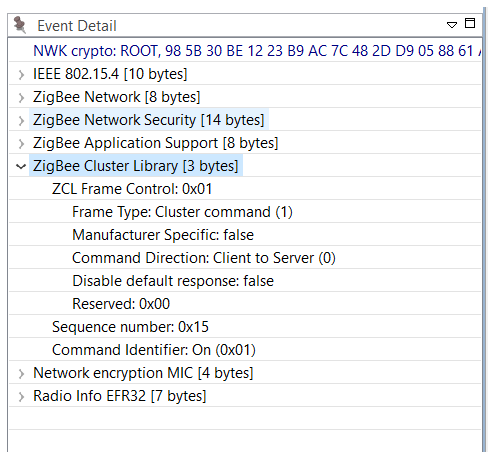 Event Detail
NWK crypto: ROOT, 98 5B 30 BE 12 23 B9 AC 7C 48 2D D9 05 88 61
IEEE 802.15.4 [10 bytes]
ZigBee Network [8 bytes]
ZigBee Network Security [14 bytes]
ZigBee Application Support [8 bytes]
ZigBee Cluster Library [3 bytes]
ZCL Frame Control: 0x01
Frame Type: Cluster command (1)
Manufacturer Specific: false
Command Direction: Client to Server (0)
Disable default response: false
Reserved: 0x00
Sequence number: 0x15
Command Identifier: On (0x01)
Network encryption MIC [4 bytes]
Radio Info EFR32 [7 bytes]